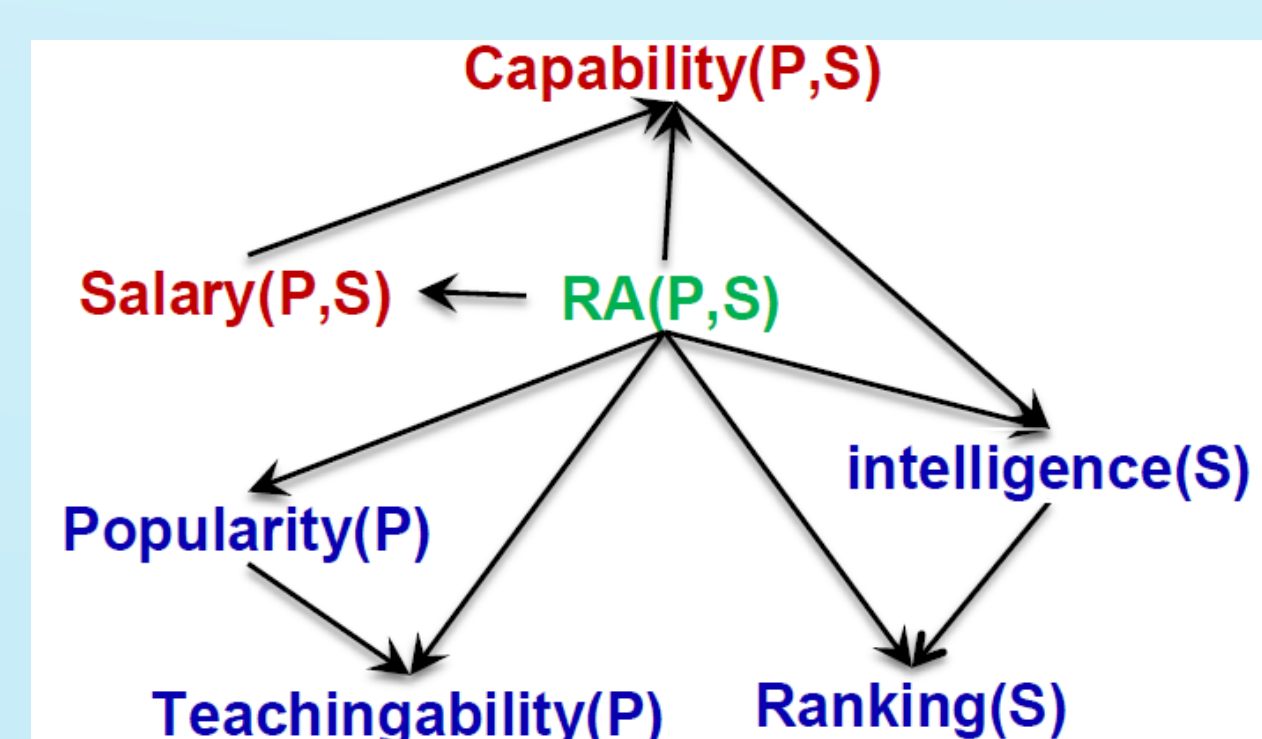 Capability(P,S)
Salary(P,S)
RA(P,S)
intelligence(S)
Popularity(P)
Teachingability(P)
Ranking(S)